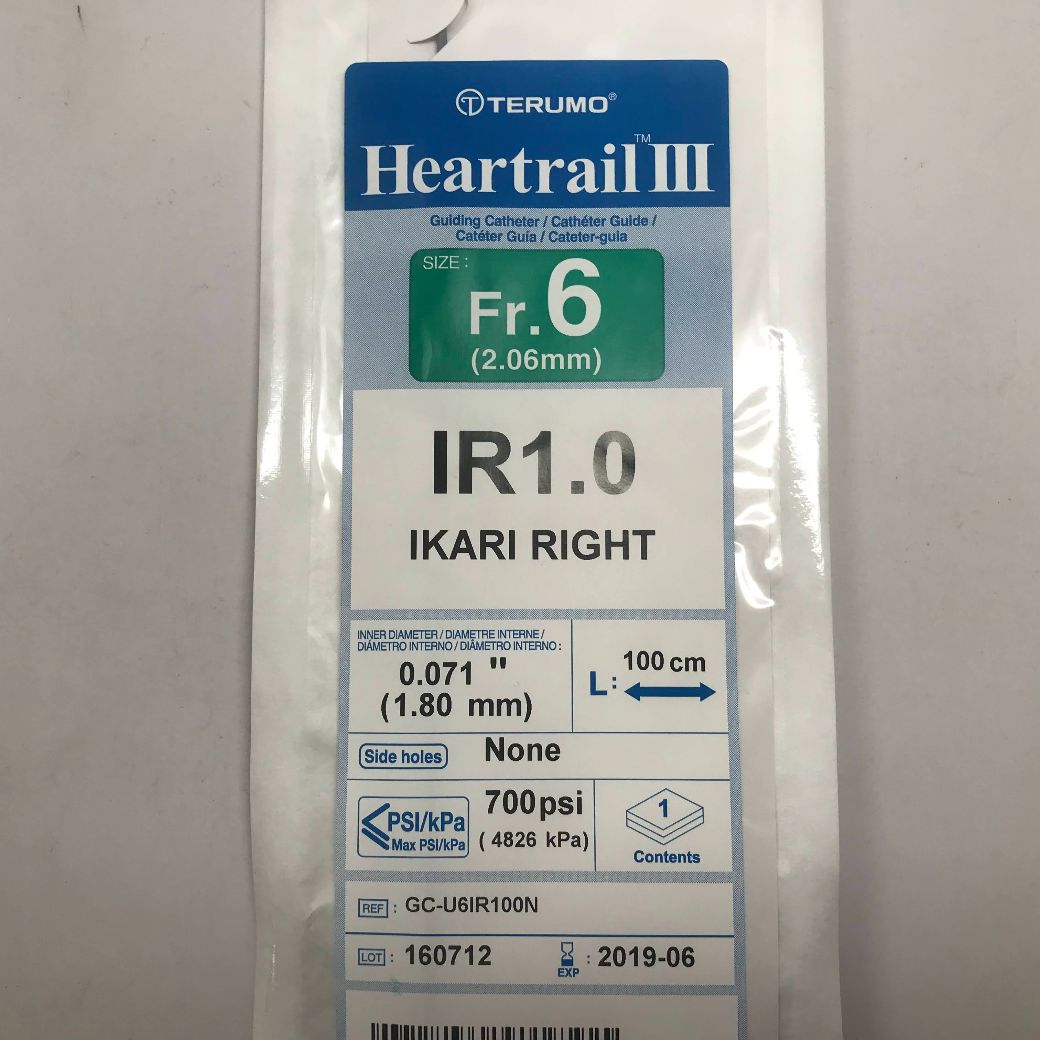 TERUMO®
Heartrail™ III
Guiding Catheter / Cathéter Guide /
Catéter Guía / Cateter-guia
SIZE :
Fr.6
(2.06mm)
IR1.0
IKARI RIGHT
INNER DIAMETER / DIAMETRE INTERNE /
DIÁMETRO INTERNO / DIÂMETRO INTERNO :
0.071 "
(1.80 mm)
L: 100 cm
Side holes None
PSI/kPa 700psi
Max PSI/kPa ( 4826 kPa)
1
Contents
REF : GC-U6IR100N
LOT : 160712 EXP : 2019-06